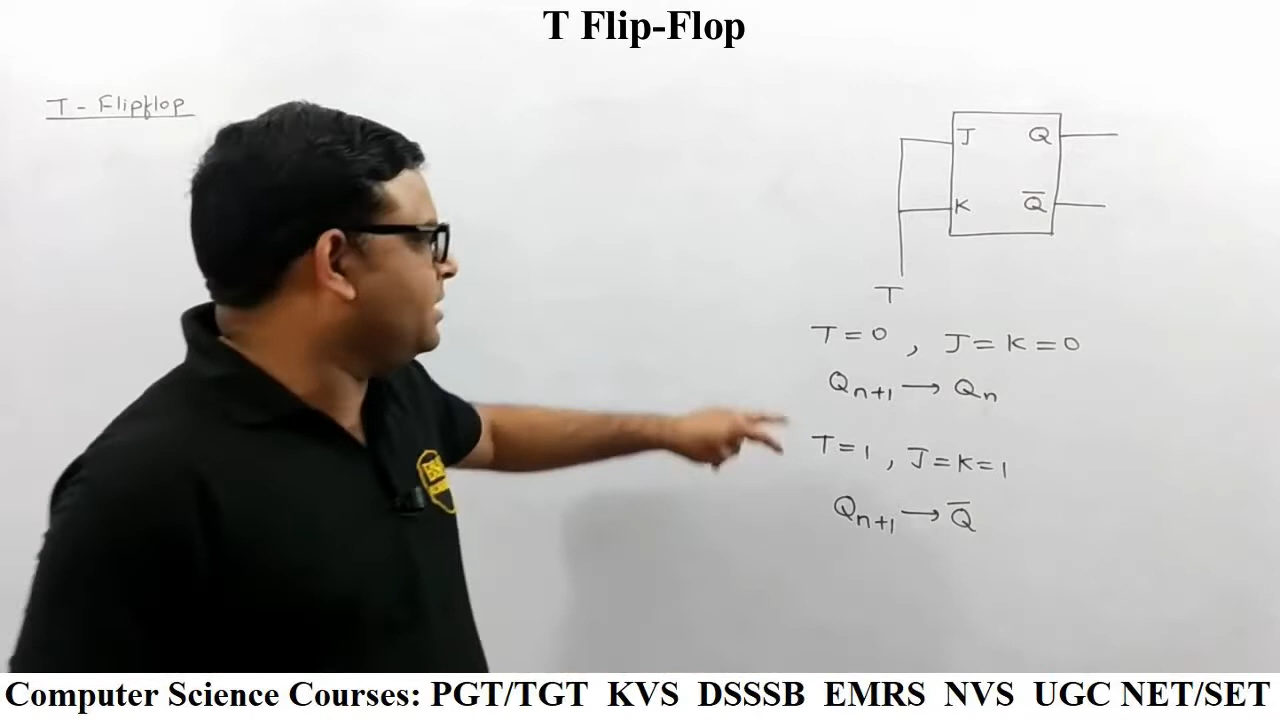 T Flip-Flop
T - Flipflop
J Q
K Q̅
T
T = 0 , J = K = 0
Qn+1 → Qn
T = 1 , J = K = 1
Qn+1 → Q̅
Computer Science Courses: PGT/TGT KVS DSSSB EMRS NVS UGC NET/SET